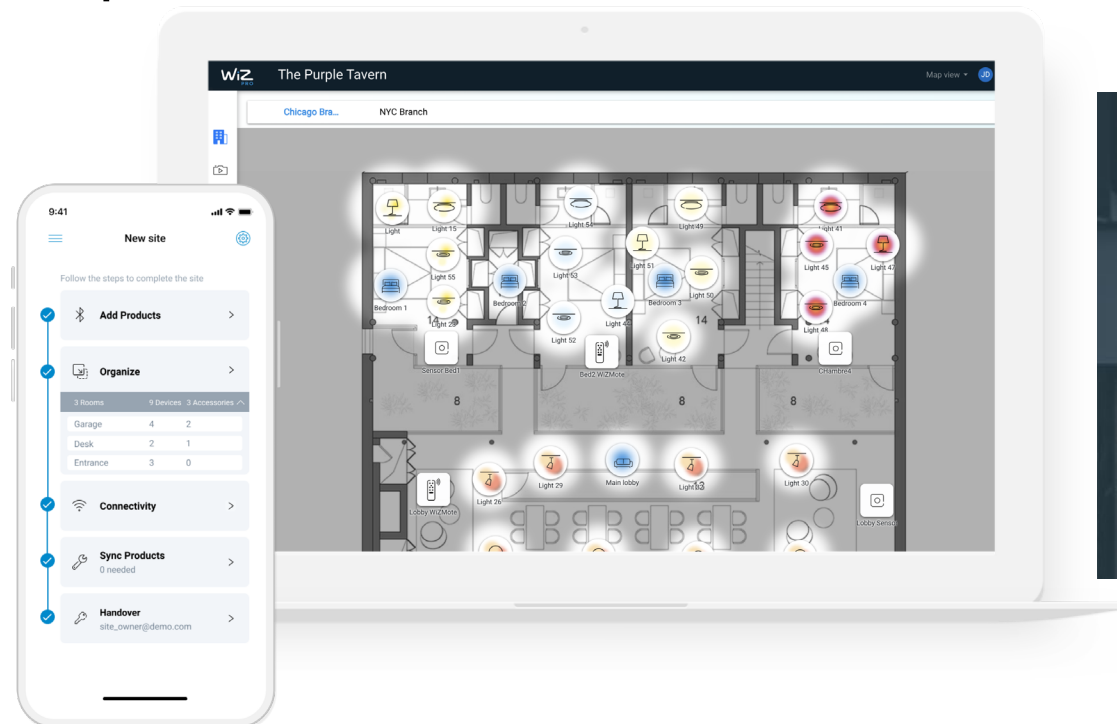 WiZ
PRO
The Purple Tavern
Map view
JD
Chicago Bra...
NYC Branch
Light
Light 15
Light 54
Light 49
Light 41
Light 55
Light 53
Light 51
Light 45
Light 47
Bedroom 1
Bedroom 2
Bedroom 3
Light 50
Bedroom 4
14
Light 44
14
Light 48
Light 52
Light 42
Sensor Bed1
Bed2 WiZMote
Chambre4
8
8
8
Light 29
Main lobby
13
Light 30
Light 26
Lobby WiZMote
Lobby Sensor
9:41
New site
Follow the steps to complete the site
Add Products
Organize
3 Rooms 9 Devices 3 Accessories
Garage 4 2
Desk 2 1
Entrance 3 0
Connectivity
Sync Products
0 needed
Handover
site_owner@demo.com